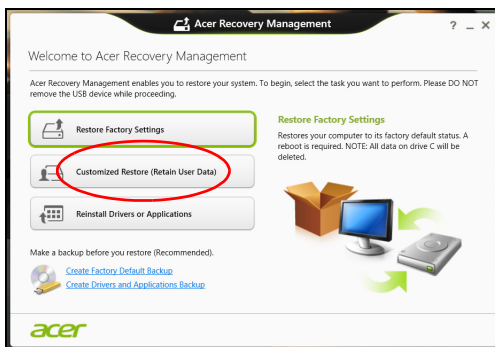 Acer Recovery Management
? _ ×
Welcome to Acer Recovery Management
Acer Recovery Management enables you to restore your system. To begin, select the task you want to perform. Please DO NOT
remove the USB device while proceeding.
Restore Factory Settings
Customized Restore (Retain User Data)
Reinstall Drivers or Applications
Restore Factory Settings
Restores your computer to its factory default status. A
reboot is required. NOTE: All data on drive C will be
deleted.
Make a backup before you restore (Recommended).
Create Factory Default Backup
Create Drivers and Applications Backup
acer